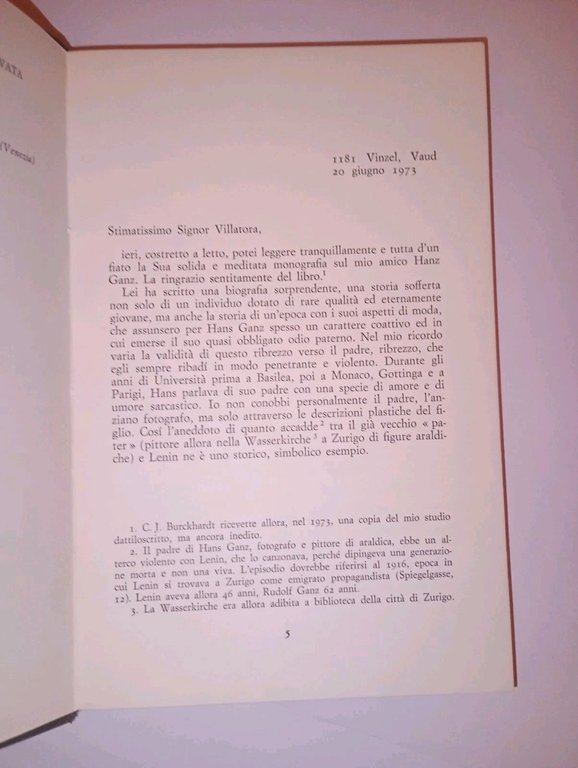 VATA
(Venezia)
1181 Vinzel, Vaud
20 giugno 1973
Stimatissimo Signor Villatora,
ieri, costretto a letto, potei leggere tranquillamente e tutta d'un
fiato la Sua solida e meditata monografia sul mio amico Hanz
Ganz. La ringrazio sentitamente del libro.¹
Lei ha scritto una biografia sorprendente, una storia sofferta
non solo di un individuo dotato di rare qualità ed eternamente
giovane, ma anche la storia di un'epoca con i suoi aspetti di moda,
che assunsero per Hans Ganz spesso un carattere coattivo ed in
cui emerse il suo quasi obbligato odio paterno. Nel mio ricordo
varia la validità di questo ribrezzo verso il padre, ribrezzo, che
egli sempre ribadí in modo penetrante e violento. Durante gli
anni di Università prima a Basilea, poi a Monaco, Gottinga e a
Parigi, Hans parlava di suo padre con una specie di amore e di
umore sarcastico. Io non conobbi personalmente il padre, l'an-
ziano fotografo, ma solo attraverso le descrizioni plastiche del fi-
glio. Cosí l'aneddoto di quanto accadde² tra il già vecchio « pa-
ter » (pittore allora nella Wasserkirche³ a Zurigo di figure araldi-
che) e Lenin ne è uno storico, simbolico esempio.
1. C. J. Burckhardt ricevette allora, nel 1973, una copia del mio studio
dattiloscritto, ma ancora inedito.
2. Il padre di Hans Ganz, fotografo e pittore di araldica, ebbe un al-
terco violento con Lenin, che lo canzonava, perché dipingeva una generazio-
ne morta e non una viva. L'episodio dovrebbe riferirsi al 1916, epoca in
cui Lenin si trovava a Zurigo come emigrato propagandista (Spiegelgasse,
12). Lenin aveva allora 46 anni, Rudolf Ganz 62 anni.
3. La Wasserkirche era allora adibita a biblioteca della città di Zurigo.
5